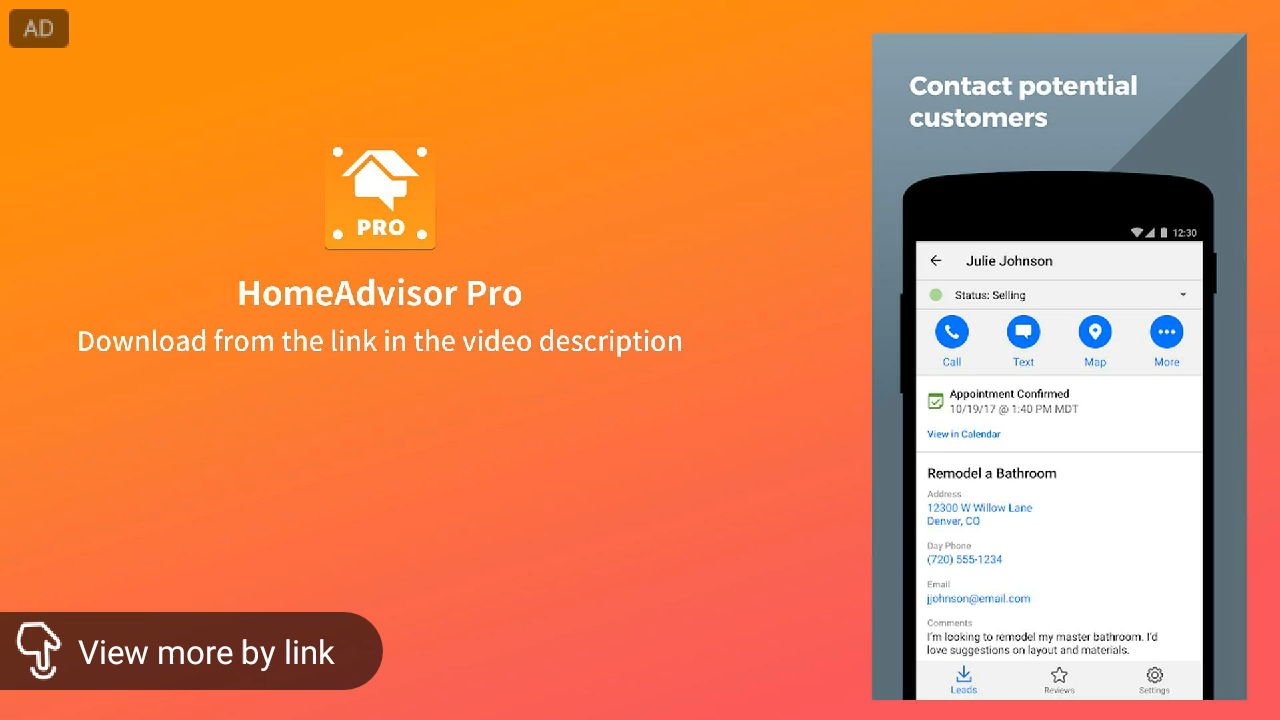 AD
PRO
HomeAdvisor Pro
Download from the link in the video description
View more by link
Contact potential
customers
12:30
Julie Johnson
Status: Selling
Call
Text
Map
More
Appointment Confirmed
10/19/17 @ 1:40 PM MDT
View in Calendar
Remodel a Bathroom
Address
12300 W Willow Lane
Denver, CO
Day Phone
(720) 555-1234
Email
jjohnson@email.com
Comments
I'm looking to remodel my master bathroom. I'd
love suggestions on layout and materials.
Leads
Reviews
Settings